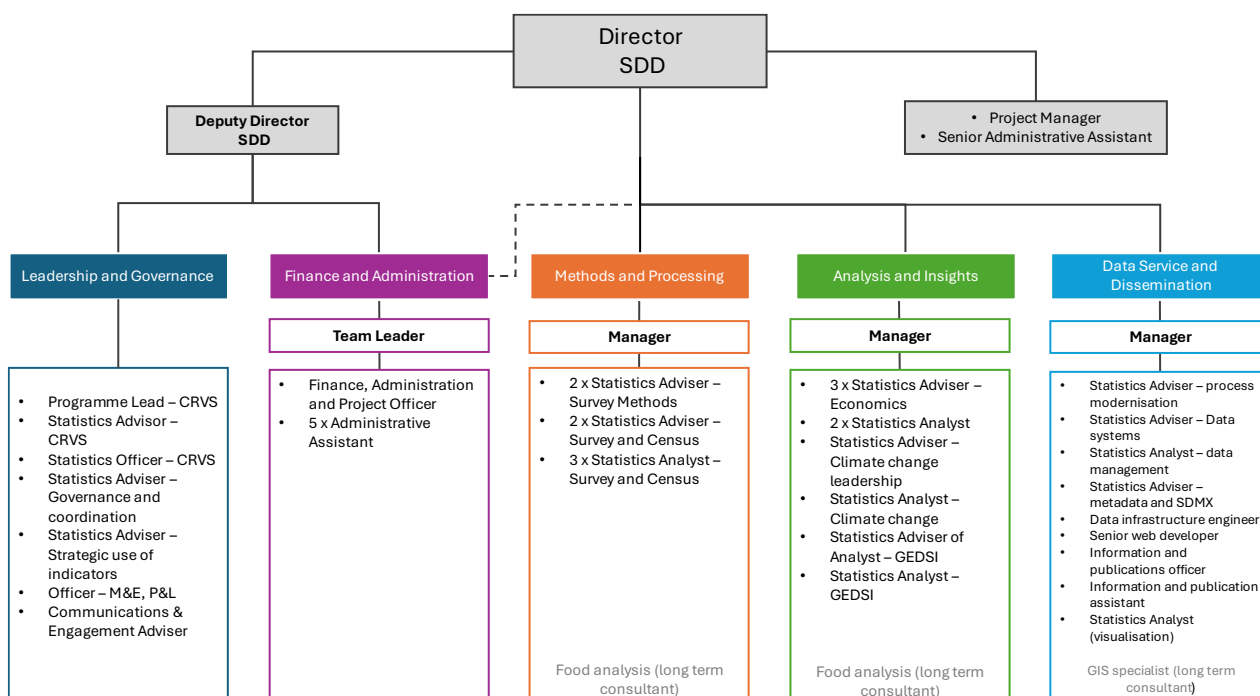 Director
SDD
Deputy Director
SDD
• Project Manager
• Senior Administrative Assistant
Leadership and Governance
Finance and Administration
Methods and Processing
Analysis and Insights
Data Service and
Dissemination
Team Leader
Manager
Manager
Manager
• Programme Lead – CRVS
• Statistics Advisor –
CRVS
• Statistics Officer – CRVS
• Statistics Adviser –
Governance and
coordination
• Statistics Adviser –
Strategic use of
indicators
• Officer – M&E, P&L
• Communications &
Engagement Adviser
• Finance, Administration
and Project Officer
• 5 x Administrative
Assistant
• 2 x Statistics Adviser –
Survey Methods
• 2 x Statistics Adviser –
Survey and Census
• 3 x Statistics Analyst –
Survey and Census
Food analysis (long term
consultant)
• 3 x Statistics Adviser –
Economics
• 2 x Statistics Analyst
• Statistics Adviser –
Climate change
leadership
• Statistics Analyst –
Climate change
• Statistics Adviser of
Analyst – GEDSI
• Statistics Analyst –
GEDSI
Food analysis (long term
consultant)
• Statistics Adviser – process
modernisation
• Statistics Adviser – Data
systems
• Statistics Analyst – data
management
• Statistics Adviser –
metadata and SDMX
• Data infrastructure engineer
• Senior web developer
• Information and
publications officer
• Information and publication
assistant
• Statistics Analyst
(visualisation)
GIS specialist (long term
consultant)